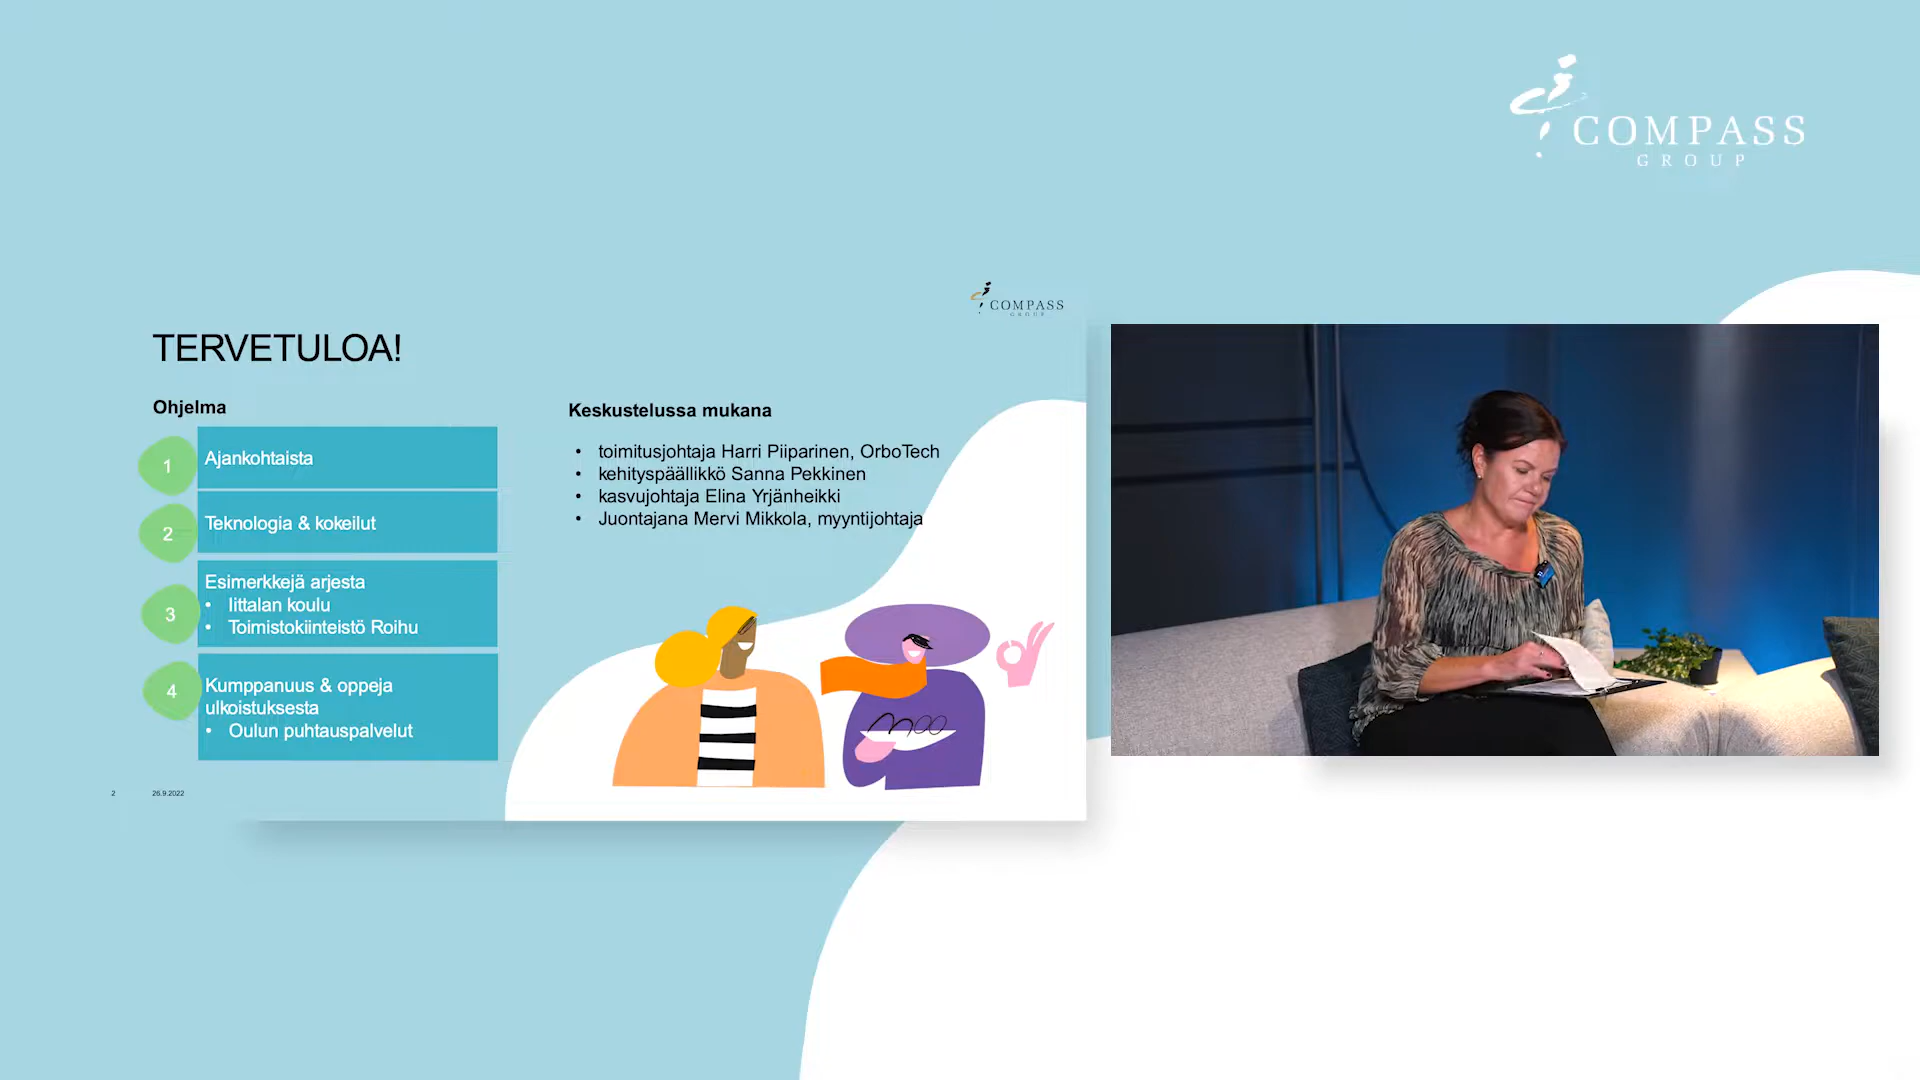 COMPASS
GROUP
COMPASS
GROUP
TERVETULOA!
Ohjelma
1
Ajankohtaista
2
Teknologia & kokeilut
3
Esimerkkejä arjesta
• Iittalan koulu
• Toimistokiinteistö Roihu
4
Kumppanuus & oppeja
ulkoistuksesta
• Oulun puhtauspalvelut
Keskustelussa mukana
• toimitusjohtaja Harri Piiparinen, OrboTech
• kehityspäällikkö Sanna Pekkinen
• kasvujohtaja Elina Yrjänheikki
• Juontajana Mervi Mikkola, myyntijohtaja
2
26.9.2022